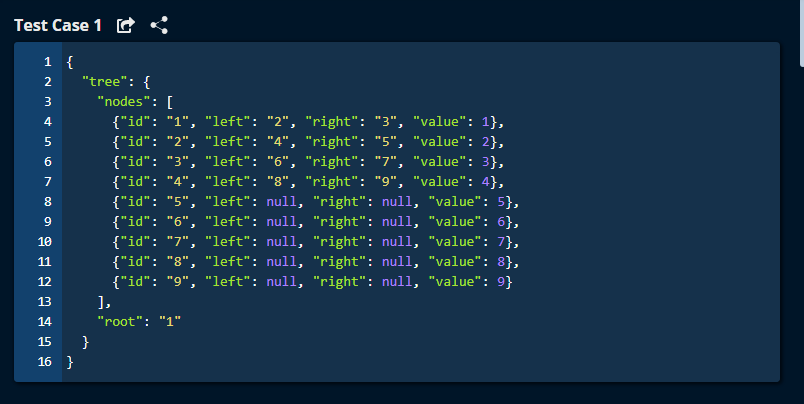 Test Case 1
1 {
2   "tree": {
3     "nodes": [
4       {"id": "1", "left": "2", "right": "3", "value": 1},
5       {"id": "2", "left": "4", "right": "5", "value": 2},
6       {"id": "3", "left": "6", "right": "7", "value": 3},
7       {"id": "4", "left": "8", "right": "9", "value": 4},
8       {"id": "5", "left": null, "right": null, "value": 5},
9       {"id": "6", "left": null, "right": null, "value": 6},
10       {"id": "7", "left": null, "right": null, "value": 7},
11       {"id": "8", "left": null, "right": null, "value": 8},
12       {"id": "9", "left": null, "right": null, "value": 9}
13     ],
14     "root": "1"
15   }
16 }